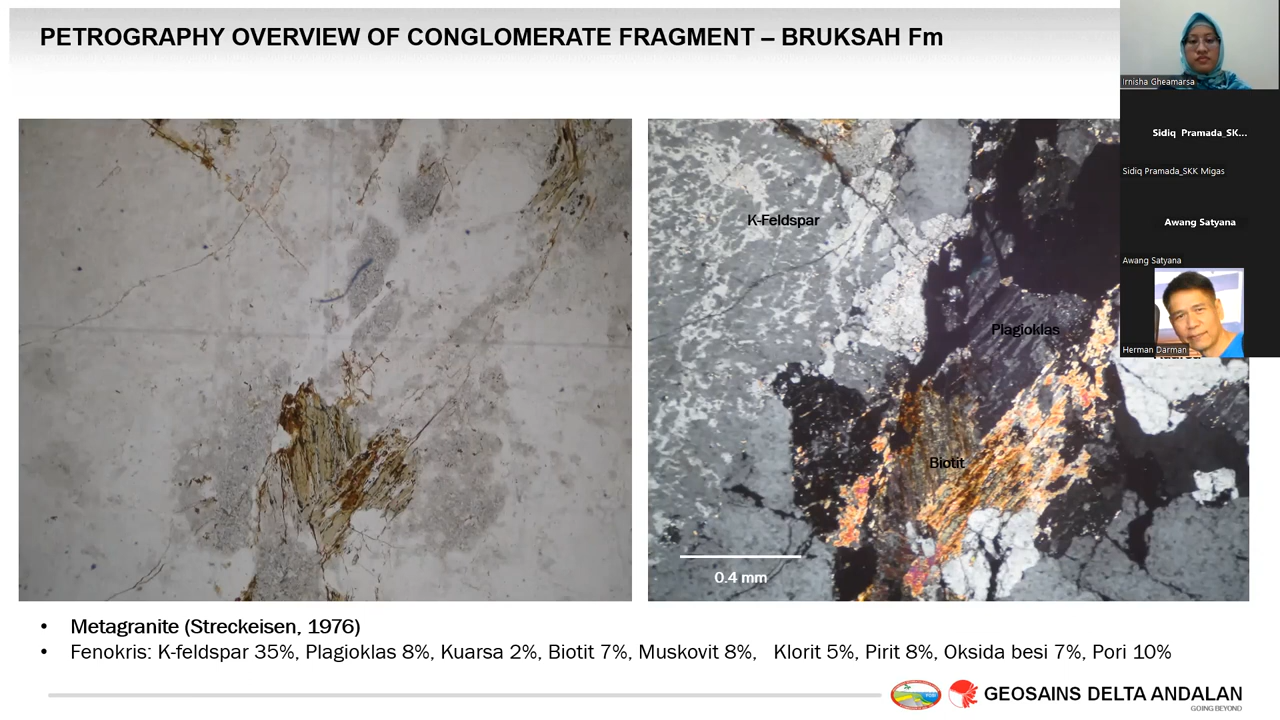 PETROGRAPHY OVERVIEW OF CONGLOMERATE FRAGMENT – BRUKSAH Fm
Irnisha Gheamarsa
Sidiq Pramada_SK...
Sidiq Pramada_SKK Migas
Awang Satyana
Awang Satyana
Herman Darman
K-Feldspar
Plagioklas
Biotit
0.4 mm
• Metagranite (Streckeisen, 1976)
• Fenokris: K-feldspar 35%, Plagioklas 8%, Kuarsa 2%, Biotit 7%, Muskovit 8%, Klorit 5%, Pirit 8%, Oksida besi 7%, Pori 10%
GEOSAINS DELTA ANDALAN
GOING BEYOND